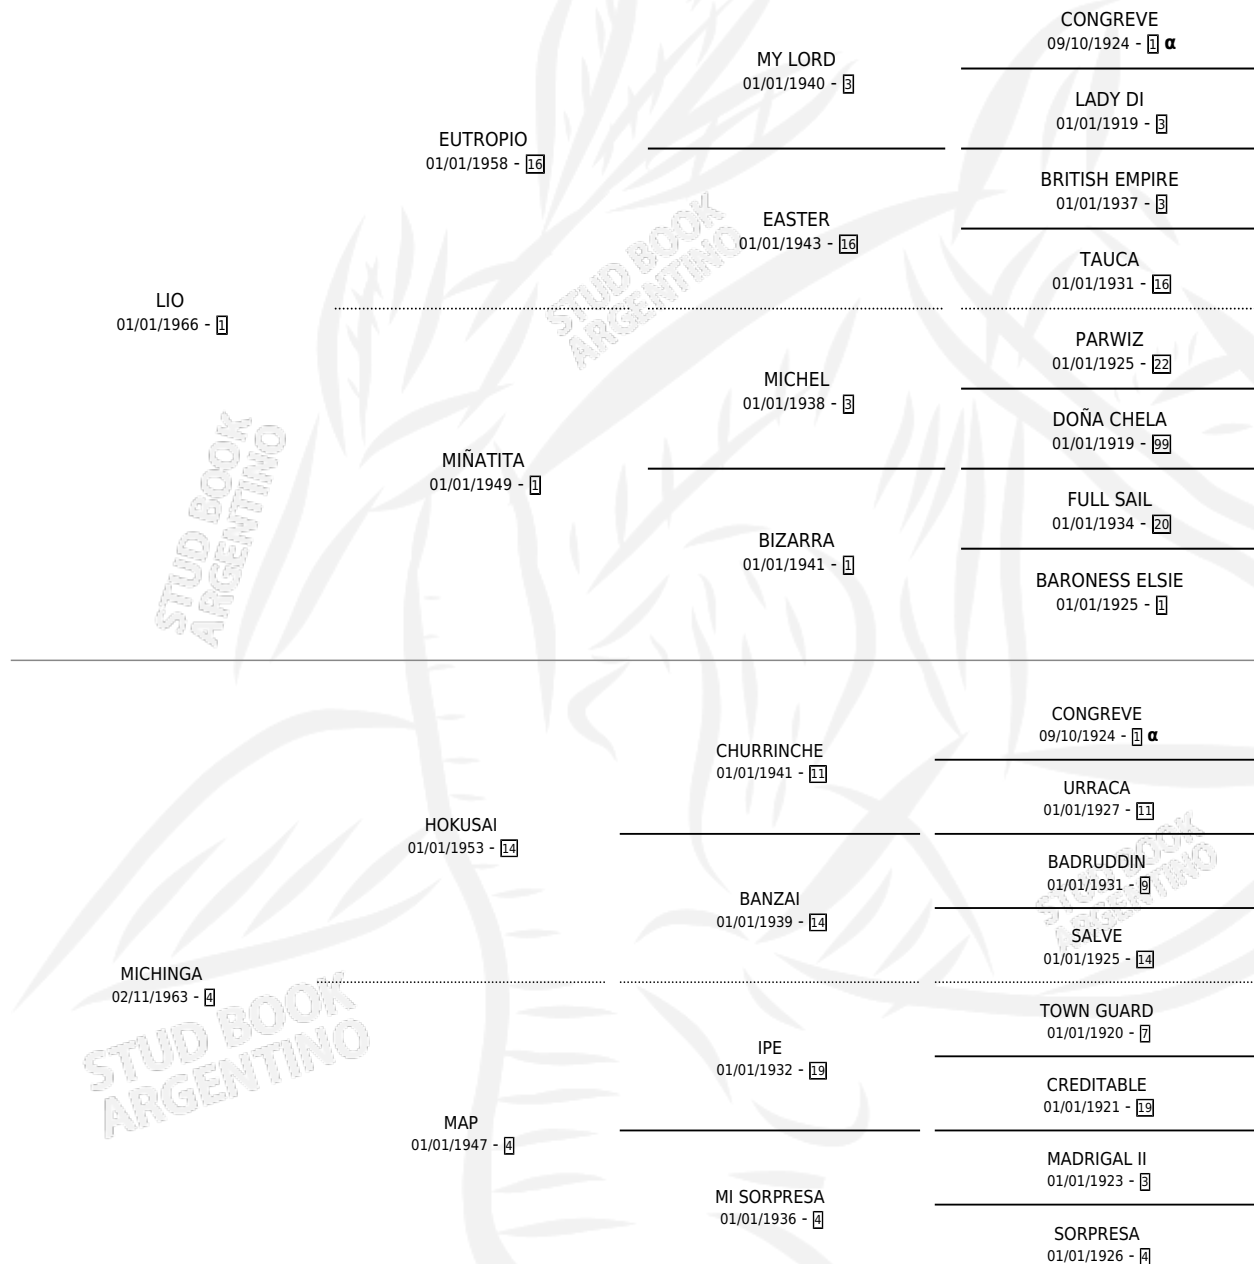 CONGREVE
09/10/1924 - 1 α
MY LORD
01/01/1940 - 3
LADY DI
01/01/1919 - 3
EUTROPIO
01/01/1958 - 16
BRITISH EMPIRE
01/01/1937 - 3
EASTER
01/01/1943 - 16
TAUCA
01/01/1931 - 16
LIO
01/01/1966 - 1
PARWIZ
01/01/1925 - 22
MICHEL
01/01/1938 - 3
DOÑA CHELA
01/01/1919 - 99
MIÑATITA
01/01/1949 - 1
FULL SAIL
01/01/1934 - 20
BIZARRA
01/01/1941 - 1
BARONESS ELSIE
01/01/1925 - 1
CONGREVE
09/10/1924 - 1 α
CHURRINCHE
01/01/1941 - 11
URRACA
01/01/1927 - 11
HOKUSAI
01/01/1953 - 14
BADRUDDIN
01/01/1931 - 9
BANZAI
01/01/1939 - 14
SALVE
01/01/1925 - 14
MICHINGA
02/11/1963 - 4
TOWN GUARD
01/01/1920 - 7
IPE
01/01/1932 - 19
CREDITABLE
01/01/1921 - 19
MAP
01/01/1947 - 4
MADRIGAL II
01/01/1923 - 3
MI SORPRESA
01/01/1936 - 4
SORPRESA
01/01/1926 - 4
STUD BOOK
ARGENTINO
STUD BOOK
ARGENTINO
STUD BOOK
ARGENTINO
STUD BOOK
ARGENTINO